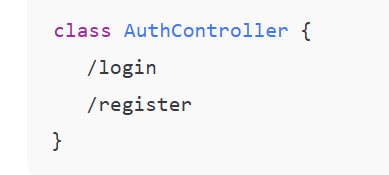 class AuthController {
/login
/register
}